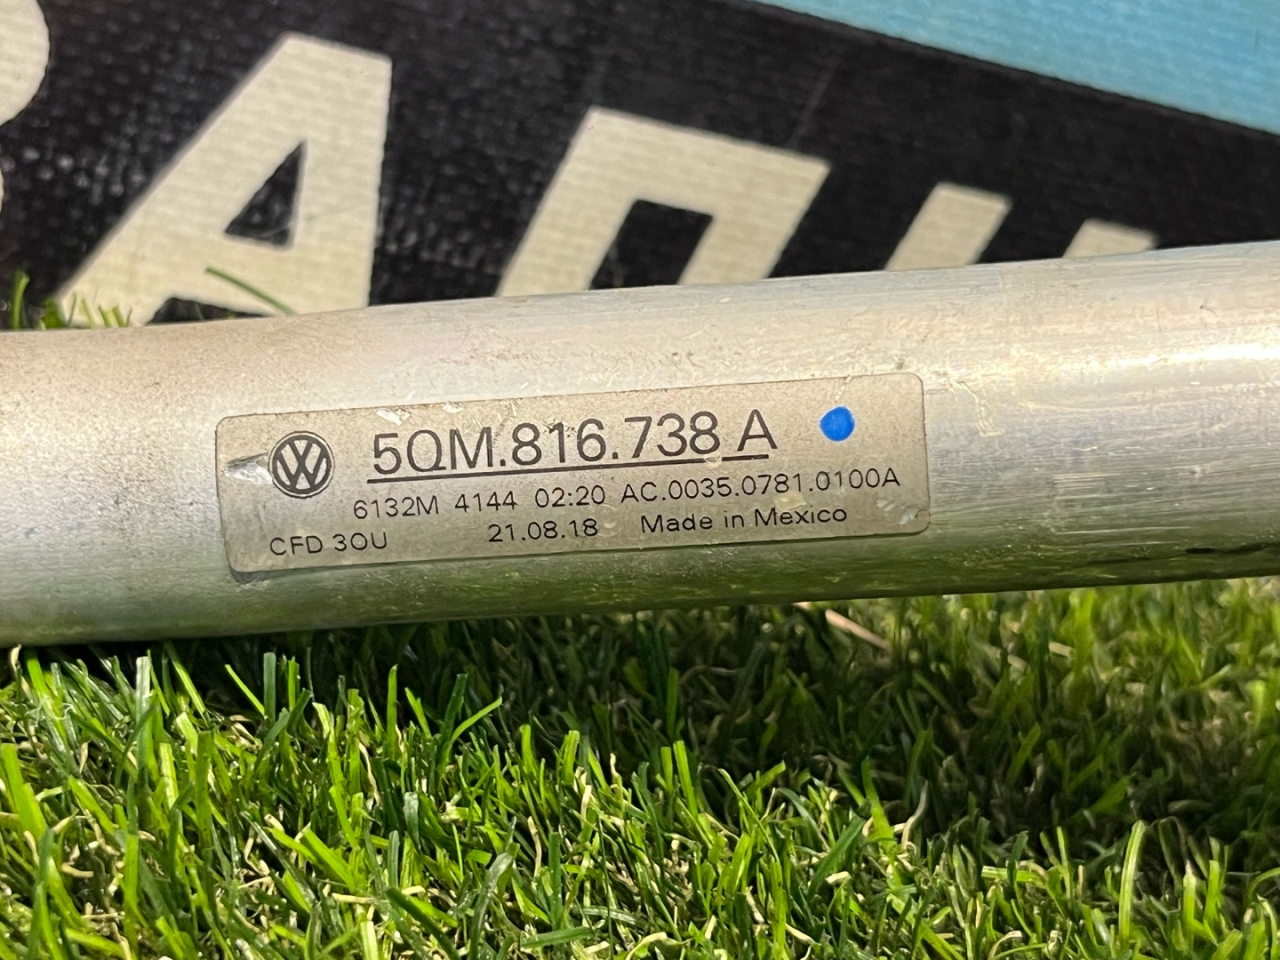 5QM.816.738 A
6132M 4144 02:20 AC.0035.0781.0100A
CFD 3OU 21.08.18 Made in Mexico